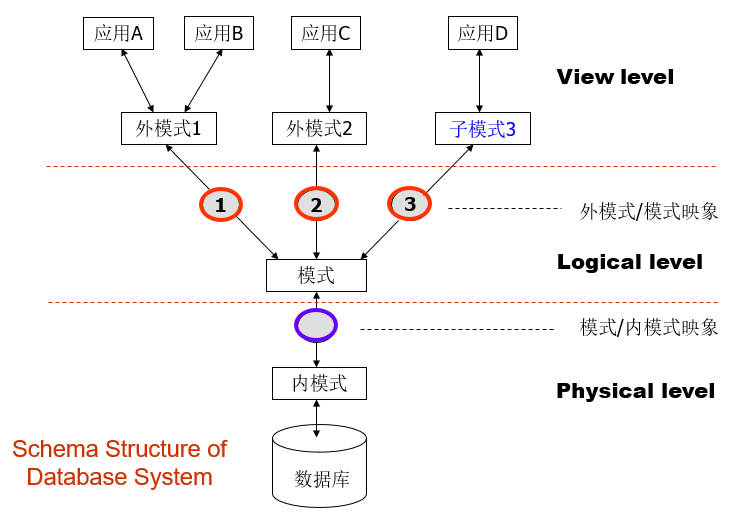 应用A
应用B
应用C
应用D
View level
外模式1
外模式2
子模式3
1
2
3
外模式/模式映象
Logical level
模式
模式/内模式映象
内模式
Physical level
Schema Structure of
Database System
数据库